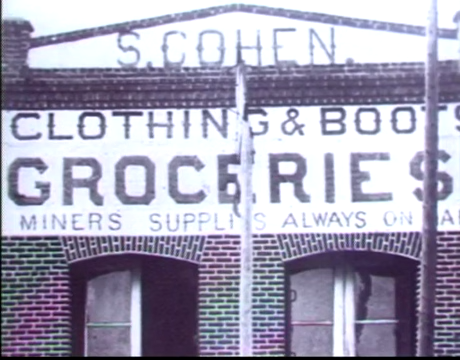 S. COHEN.
CLOTHING & BOOTS
GROCERIES
MINERS SUPPLIES ALWAYS ON